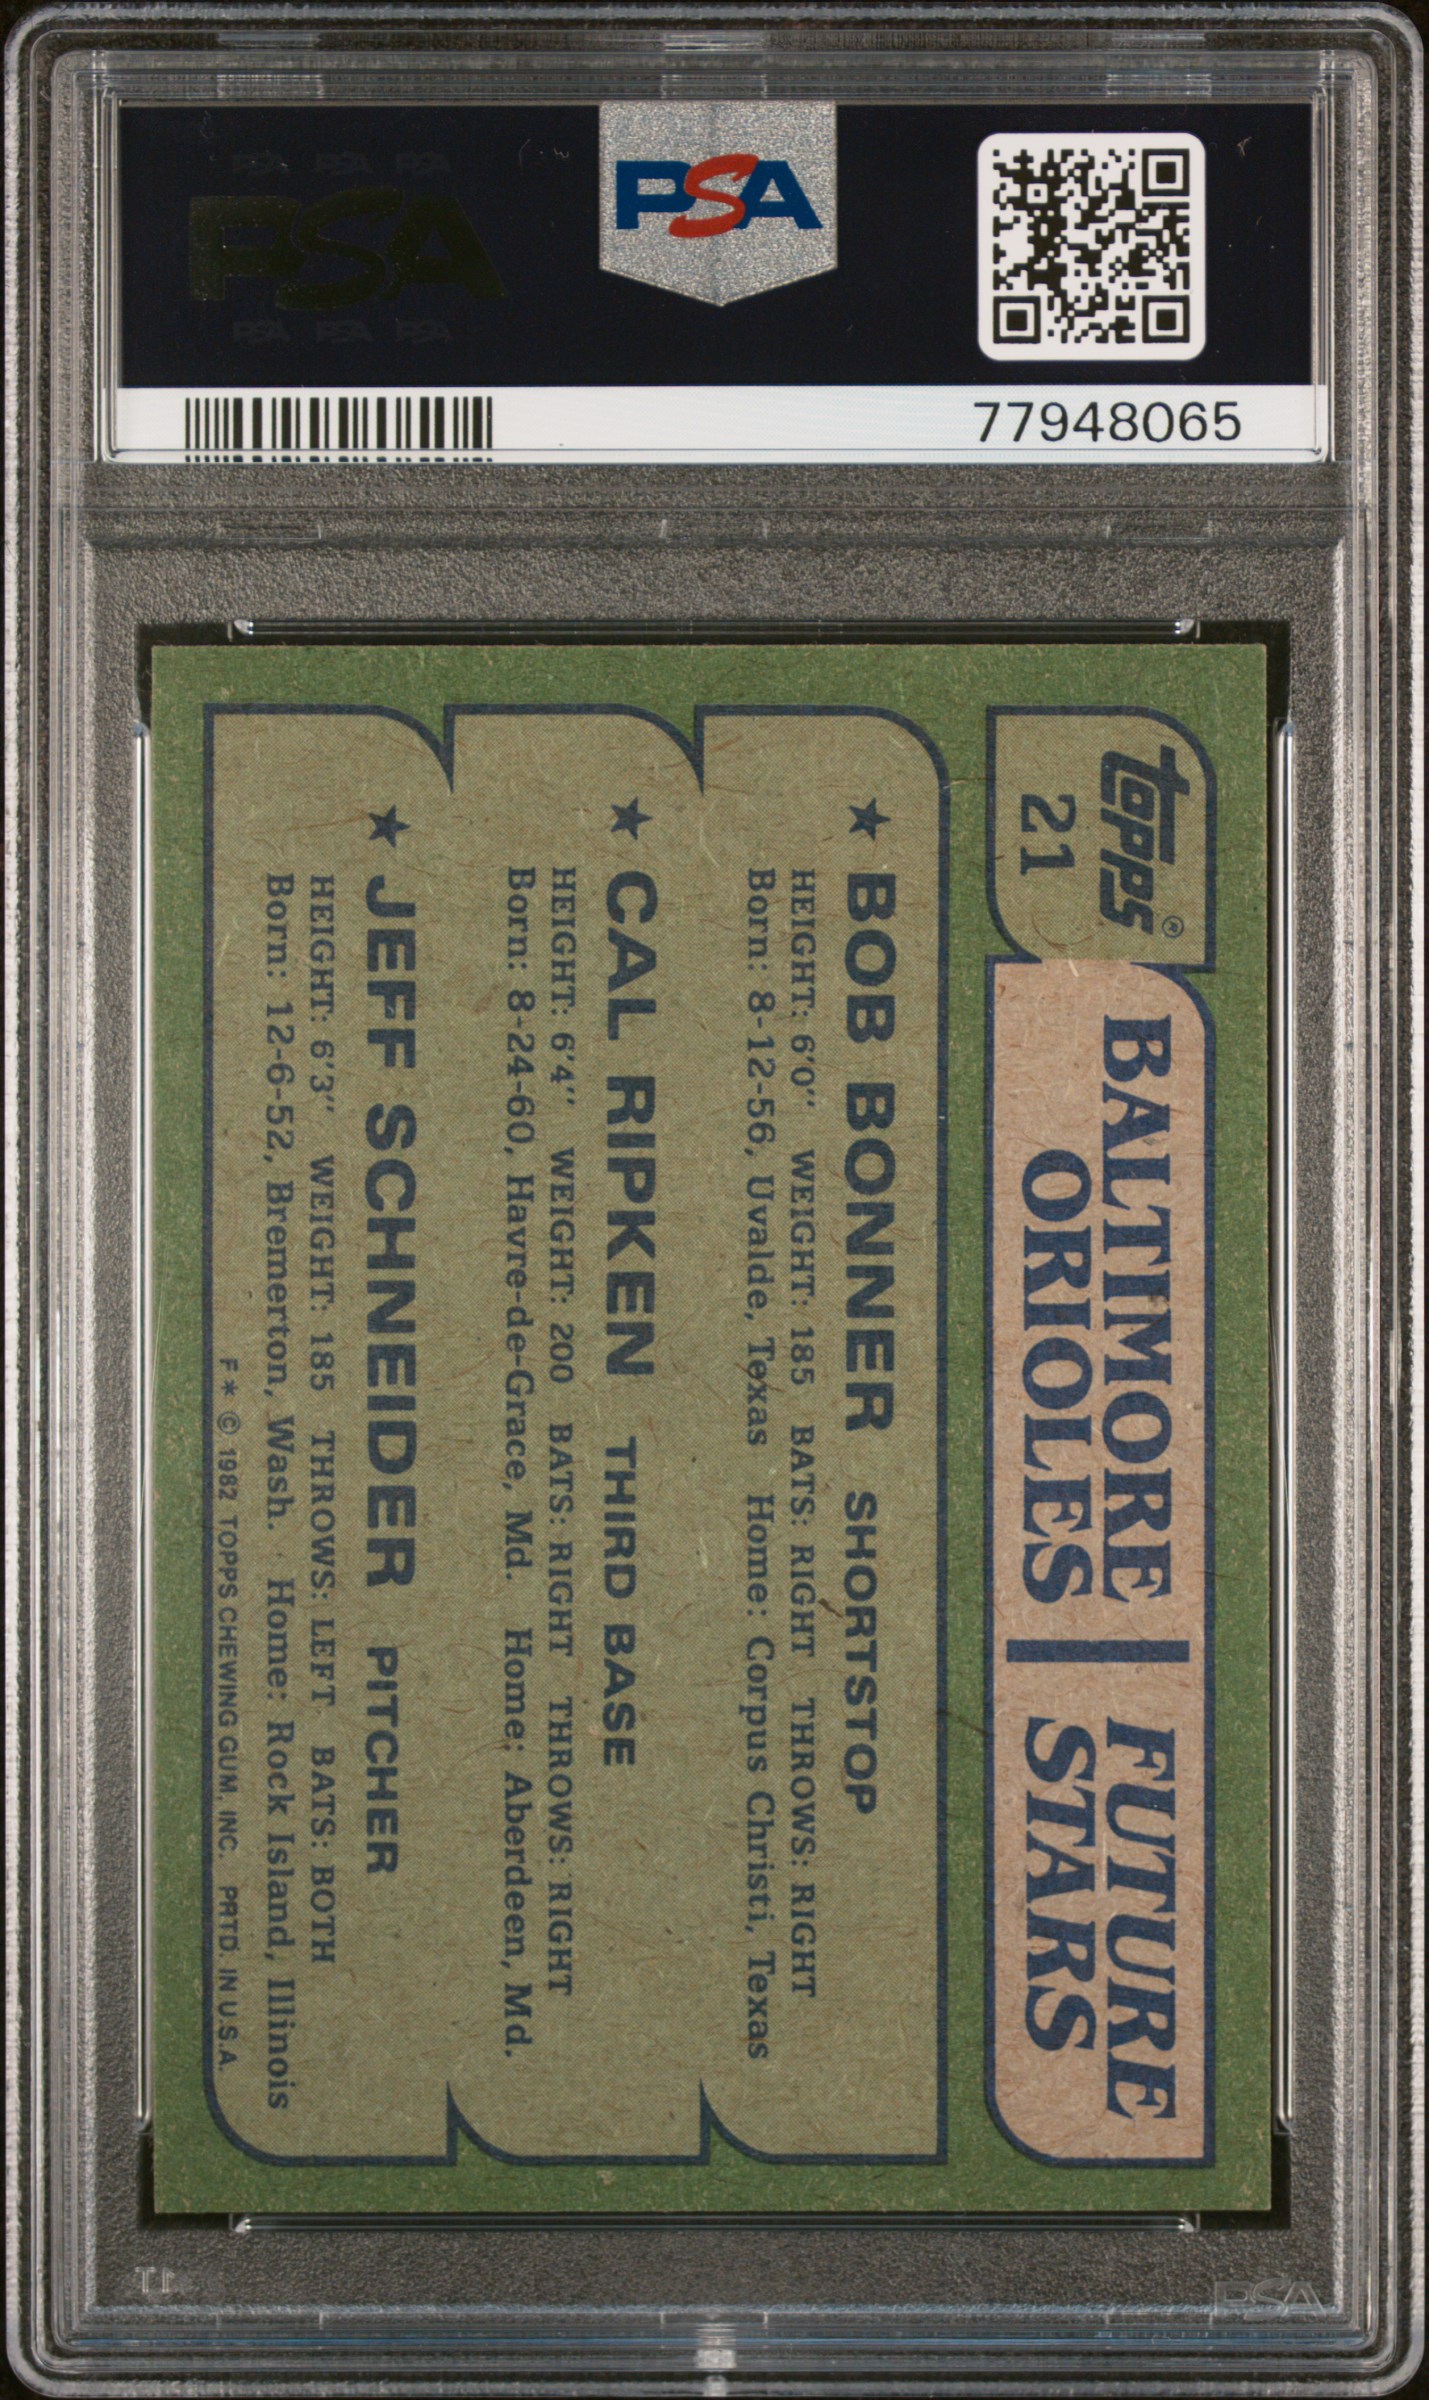 PSA PSA PSA
PSA
PSA PSA PSA
PSA
77948065
topps®
21
BALTIMORE
ORIOLES
FUTURE
STARS
★ BOB BONNER SHORTSTOP
HEIGHT: 6'0" WEIGHT: 185 BATS: RIGHT THROWS: RIGHT
Born: 8-12-56, Uvalde, Texas Home: Corpus Christi, Texas
★ CAL RIPKEN THIRD BASE
HEIGHT: 6'4" WEIGHT: 200 BATS: RIGHT THROWS: RIGHT
Born: 8-24-60, Havre-de-Grace, Md. Home: Aberdeen, Md.
★ JEFF SCHNEIDER PITCHER
HEIGHT: 6'3" WEIGHT: 185 THROWS: LEFT BATS: BOTH
Born: 12-6-52, Bremerton, Wash. Home: Rock Island, Illinois
F* © 1982 TOPPS CHEWING GUM, INC. PRTD. IN U.S.A.
PSA